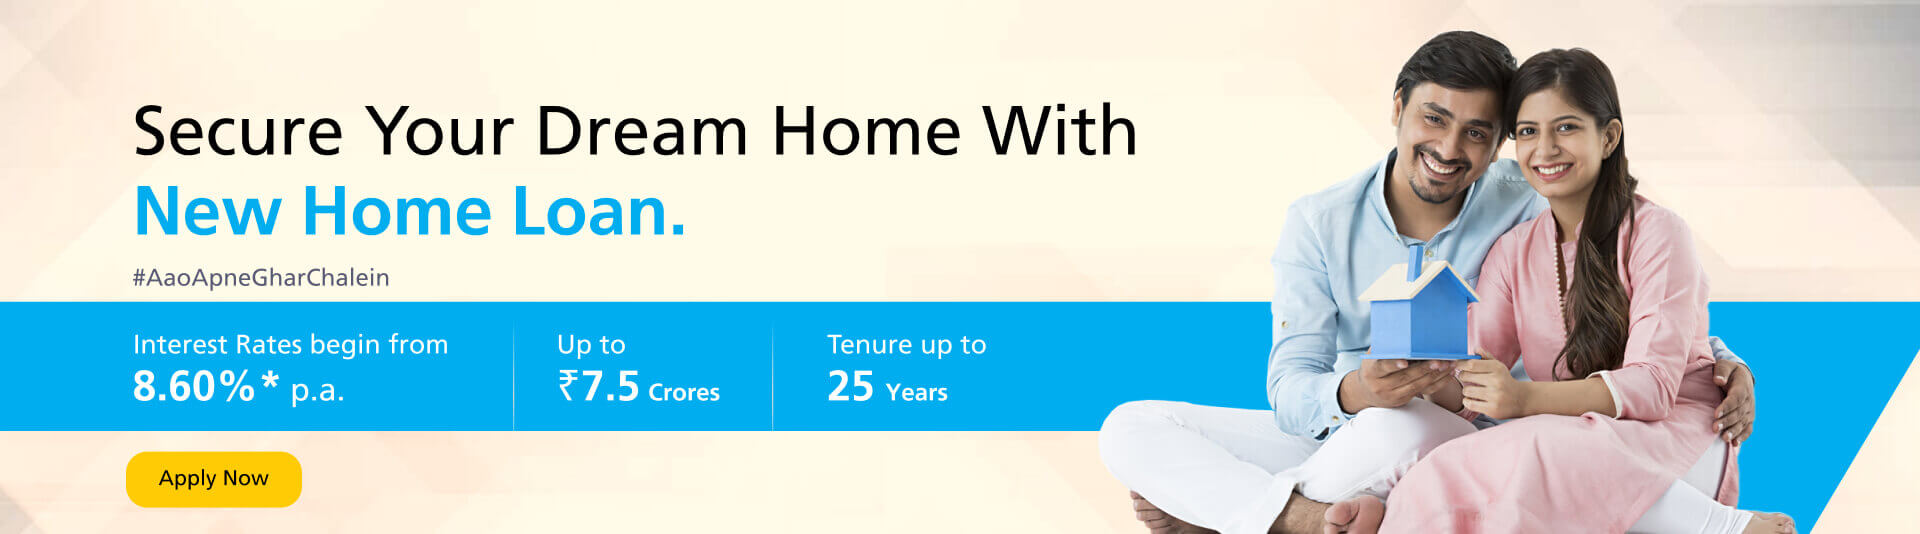 Secure Your Dream Home With
New Home Loan.
#AaoApneGharChalein
Interest Rates begin from
8.60%* p.a.
Up to
₹7.5 Crores
Tenure up to
25 Years
Apply Now